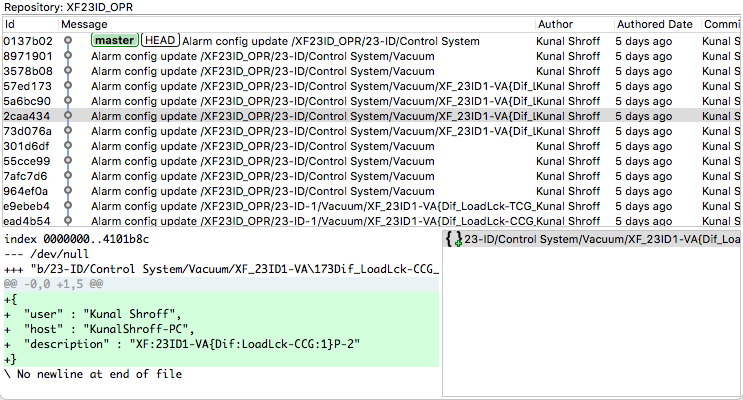 Repository: XF23ID_OPR
Id Message Author Authored Date Commi
0137b02 master HEAD Alarm config update /XF23ID_OPR/23-ID/Control System Kunal Shroff 5 days ago Kunal S
8971901 Alarm config update /XF23ID_OPR/23-ID/Control System/Vacuum Kunal Shroff 5 days ago Kunal S
3578b08 Alarm config update /XF23ID_OPR/23-ID/Control System/Vacuum Kunal Shroff 5 days ago Kunal S
57ed173 Alarm config update /XF23ID_OPR/23-ID/Control System/Vacuum/XF_23ID1-VA{Dif_L Kunal Shroff 5 days ago Kunal S
5a6bc90 Alarm config update /XF23ID_OPR/23-ID/Control System/Vacuum/XF_23ID1-VA{Dif_L Kunal Shroff 5 days ago Kunal S
2caa434 Alarm config update /XF23ID_OPR/23-ID/Control System/Vacuum/XF_23ID1-VA{Dif_L Kunal Shroff 5 days ago Kunal S
73d076a Alarm config update /XF23ID_OPR/23-ID/Control System/Vacuum/XF_23ID1-VA{Dif_L Kunal Shroff 5 days ago Kunal S
301d6df Alarm config update /XF23ID_OPR/23-ID/Control System/Vacuum Kunal Shroff 5 days ago Kunal S
55cce99 Alarm config update /XF23ID_OPR/23-ID/Control System/Vacuum Kunal Shroff 5 days ago Kunal S
7afc7d6 Alarm config update /XF23ID_OPR/23-ID/Control System/Vacuum Kunal Shroff 5 days ago Kunal S
964ef0a Alarm config update /XF23ID_OPR/23-ID/Control System/Vacuum Kunal Shroff 5 days ago Kunal S
e9ebeb4 Alarm config update /XF23ID_OPR/23-ID-1/Vacuum/XF_23ID1-VA{Dif_LoadLck-TCG_ Kunal Shroff 5 days ago Kunal S
ead4b54 Alarm config update /XF23ID_OPR/23-ID-1/Vacuum/XF_23ID1-VA{Dif_LoadLck-CCG_ Kunal Shroff 5 days ago Kunal S
index 0000000..4101b8c
--- /dev/null
+++ "b/23-ID/Control System/Vacuum/XF_23ID1-VA\173Dif_LoadLck-CCG_
@@ -0,0 +1,5 @@
+{
+  "user" : "Kunal Shroff",
+  "host" : "KunalShroff-PC",
+  "description" : "XF:23ID1-VA{Dif:LoadLck-CCG:1}P-2"
+}
\ No newline at end of file
23-ID/Control System/Vacuum/XF_23ID1-VA{Dif_Loa